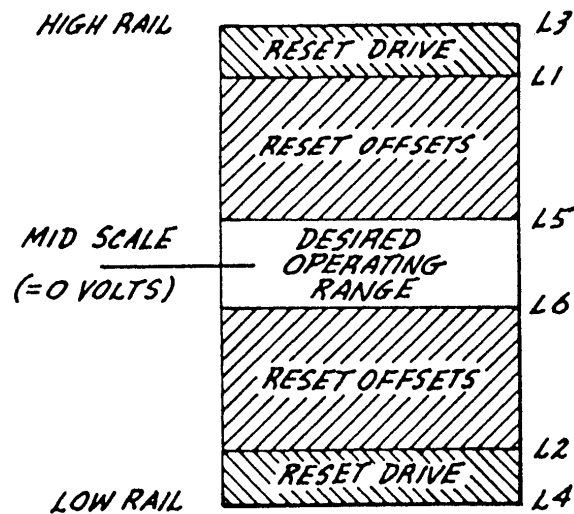 HIGH RAIL
L3
RESET DRIVE
L1
RESET OFFSETS
L5
MID SCALE
(=0 VOLTS)
DESIRED
OPERATING
RANGE
L6
RESET OFFSETS
L2
RESET DRIVE
LOW RAIL
L4